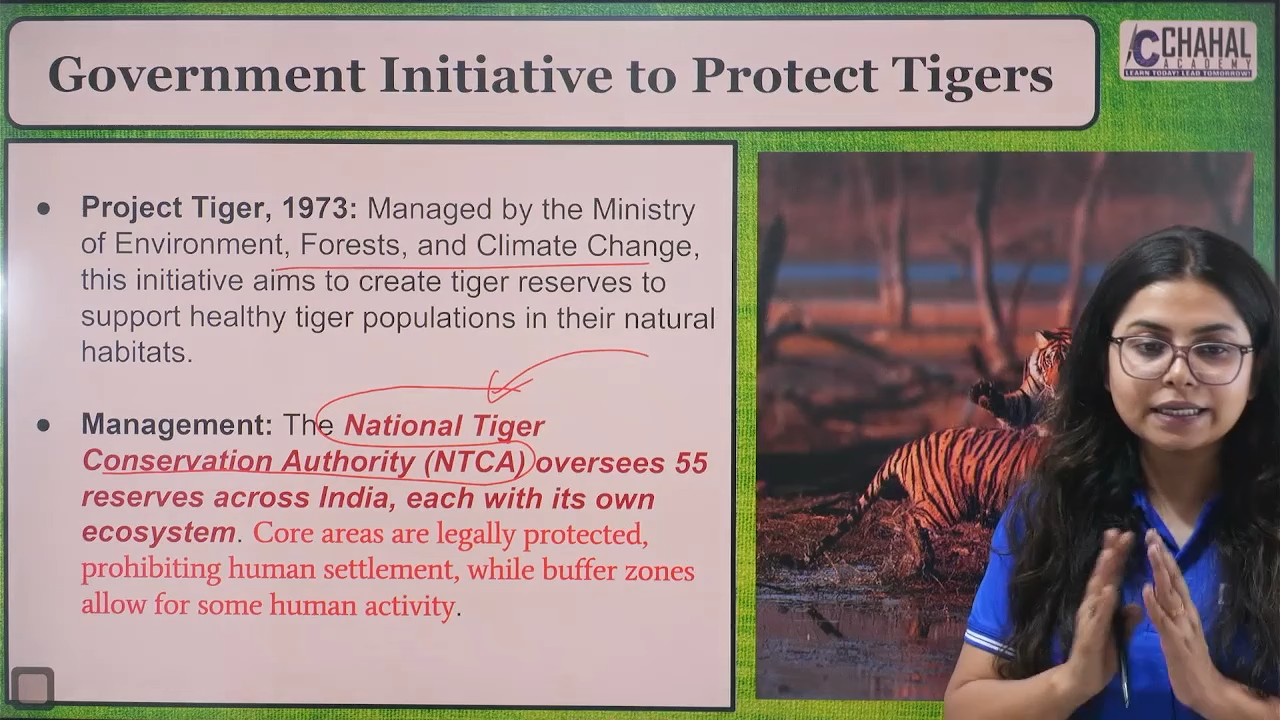 Government Initiative to Protect Tigers
CCHAHAL
ACADEMY
LEARN TODAY! LEAD TOMORROW!
● Project Tiger, 1973: Managed by the Ministry
of Environment, Forests, and Climate Change,
this initiative aims to create tiger reserves to
support healthy tiger populations in their natural
habitats.
● Management: The National Tiger
Conservation Authority (NTCA) oversees 55
reserves across India, each with its own
ecosystem. Core areas are legally protected,
prohibiting human settlement, while buffer zones
allow for some human activity.